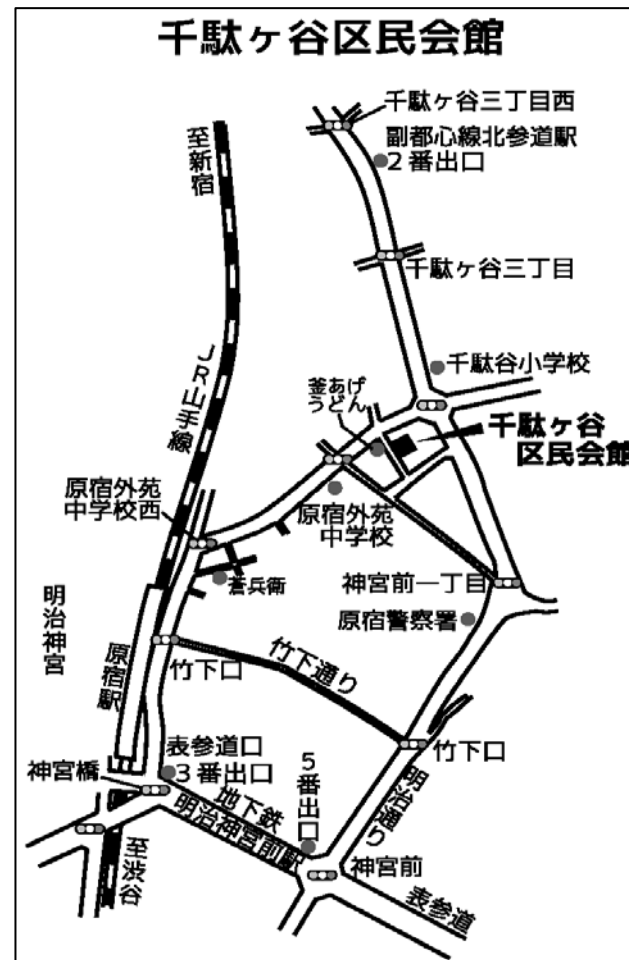 千駄ヶ谷区民会館
千駄ヶ谷三丁目西
副都心線北参道駅
2番出口
至新宿
千駄ヶ谷三丁目
JR山手線
千駄谷小学校
釜あげ
うどん
千駄ヶ谷
区民会館
原宿外苑
中学校西
原宿外苑
中学校
蒼兵衛
神宮前一丁目
原宿警察署
明治神宮
原宿駅
竹下口
竹下通り
竹下口
表参道口
3番出口
5番出口
神宮橋
地下鉄
明治神宮前駅
明治通り
至渋谷
神宮前
表参道